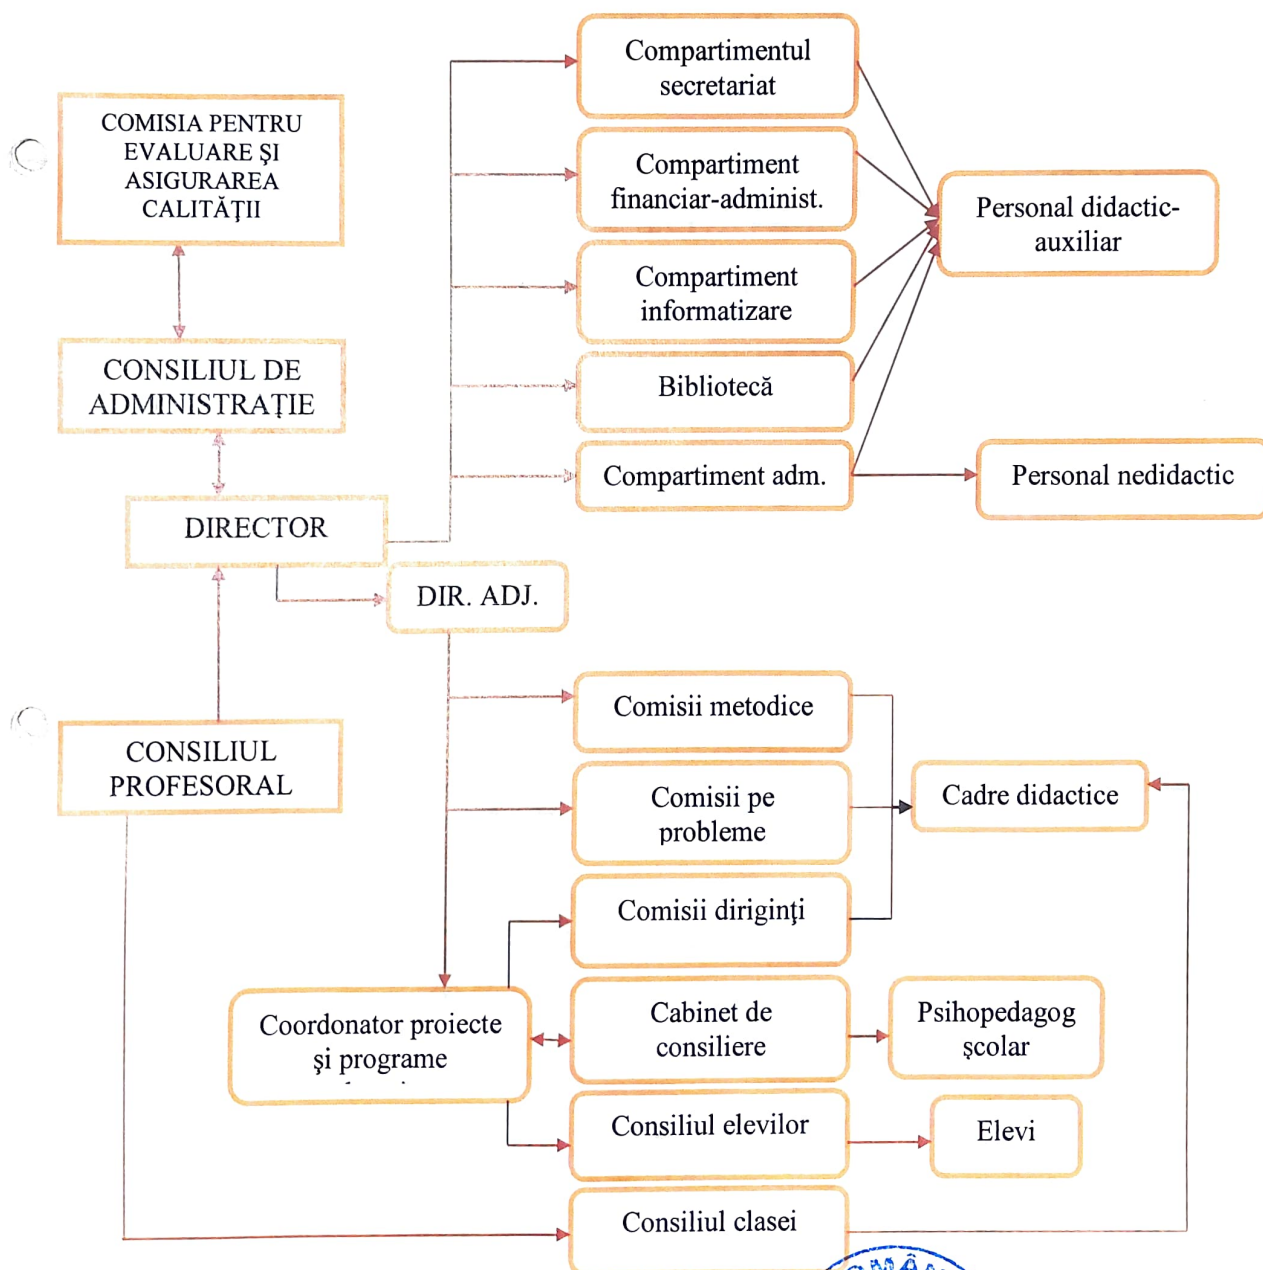 Compartimentul
secretariat
COMISIA PENTRU
EVALUARE ŞI
ASIGURAREA
CALITĂŢII
Compartiment
financiar-administ.
Personal didactic-
auxiliar
Compartiment
informatizare
CONSILIUL DE
ADMINISTRAŢIE
Bibliotecă
Compartiment adm.
Personal nedidactic
DIRECTOR
DIR. ADJ.
Comisii metodice
CONSILIUL
PROFESORAL
Comisii pe
probleme
Cadre didactice
Comisii diriginţi
Coordonator proiecte
şi programe
Cabinet de
consiliere
Psihopedagog
şcolar
Consiliul elevilor
Elevi
Consiliul clasei